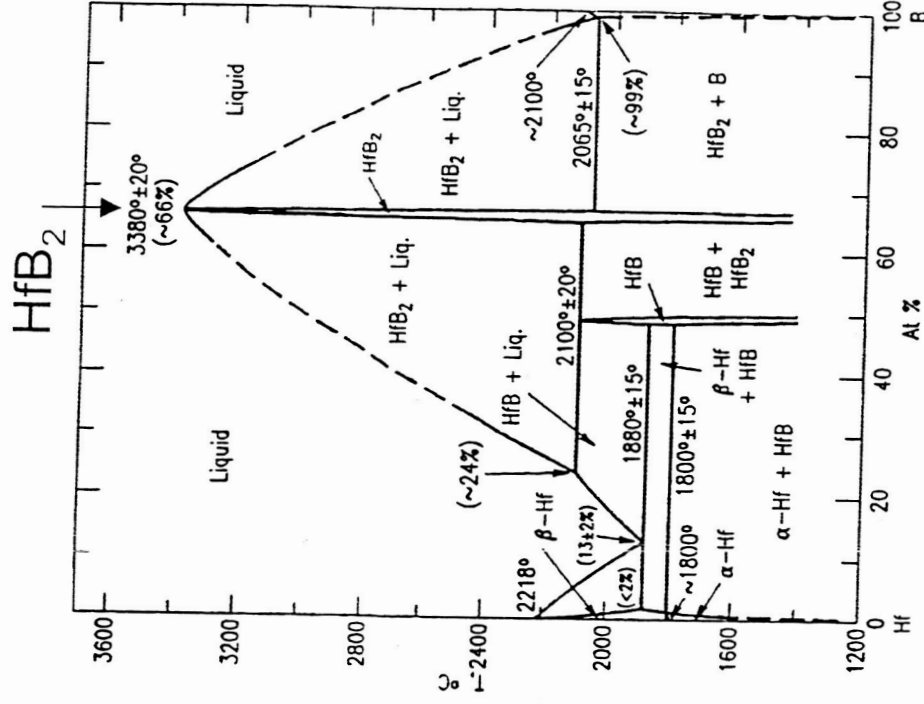 HfB2
3380°±20°
(~66%)
3600
3200
2800
2400
2000
1600
1200
T °C
Liquid
Liquid
HfB2
HfB2 + Liq.
HfB2 + Liq.
~2100°
(~24%)
HfB + Liq.
2100°±20°
2065°±15°
(~99%)
2218°
β-Hf
(13±2%)
(<2%)
1880°±15°
HfB
β-Hf
+ HfB
HfB +
HfB2
HfB2 + B
1800°±15°
~1800°
α-Hf
α-Hf + HfB
0
20
40
60
80
100
Hf
At %
B